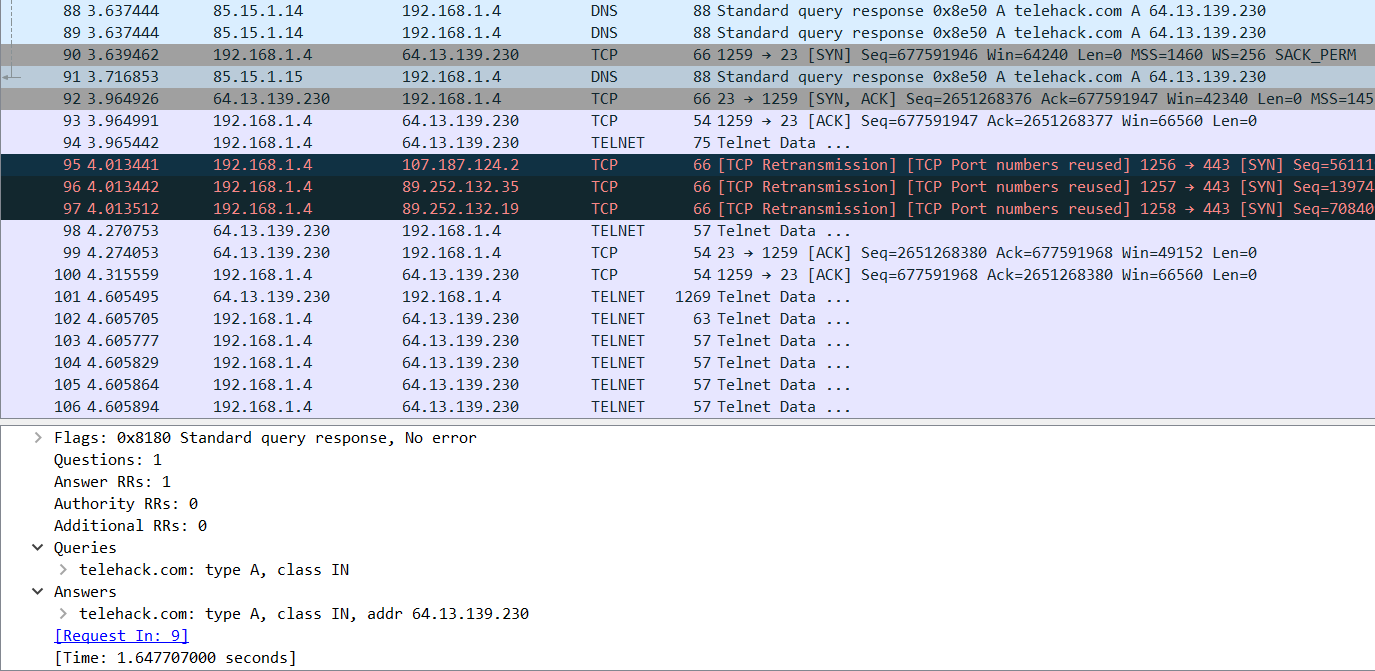 88 3.637444 85.15.1.14 192.168.1.4 DNS 88 Standard query response 0x8e50 A telehack.com A 64.13.139.230
89 3.637444 85.15.1.14 192.168.1.4 DNS 88 Standard query response 0x8e50 A telehack.com A 64.13.139.230
90 3.639462 192.168.1.4 64.13.139.230 TCP 66 1259 → 23 [SYN] Seq=677591946 Win=64240 Len=0 MSS=1460 WS=256 SACK_PERM
91 3.716853 85.15.1.15 192.168.1.4 DNS 88 Standard query response 0x8e50 A telehack.com A 64.13.139.230
92 3.964926 64.13.139.230 192.168.1.4 TCP 66 23 → 1259 [SYN, ACK] Seq=2651268376 Ack=677591947 Win=42340 Len=0 MSS=145
93 3.964991 192.168.1.4 64.13.139.230 TCP 54 1259 → 23 [ACK] Seq=677591947 Ack=2651268377 Win=66560 Len=0
94 3.965442 192.168.1.4 64.13.139.230 TELNET 75 Telnet Data ...
95 4.013441 192.168.1.4 107.187.124.2 TCP 66 [TCP Retransmission] [TCP Port numbers reused] 1256 → 443 [SYN] Seq=56111
96 4.013442 192.168.1.4 89.252.132.35 TCP 66 [TCP Retransmission] [TCP Port numbers reused] 1257 → 443 [SYN] Seq=13974
97 4.013512 192.168.1.4 89.252.132.19 TCP 66 [TCP Retransmission] [TCP Port numbers reused] 1258 → 443 [SYN] Seq=70840
98 4.270753 64.13.139.230 192.168.1.4 TELNET 57 Telnet Data ...
99 4.274053 64.13.139.230 192.168.1.4 TCP 54 23 → 1259 [ACK] Seq=2651268380 Ack=677591968 Win=49152 Len=0
100 4.315559 192.168.1.4 64.13.139.230 TCP 54 1259 → 23 [ACK] Seq=677591968 Ack=2651268380 Win=66560 Len=0
101 4.605495 64.13.139.230 192.168.1.4 TELNET 1269 Telnet Data ...
102 4.605705 192.168.1.4 64.13.139.230 TELNET 63 Telnet Data ...
103 4.605777 192.168.1.4 64.13.139.230 TELNET 57 Telnet Data ...
104 4.605829 192.168.1.4 64.13.139.230 TELNET 57 Telnet Data ...
105 4.605864 192.168.1.4 64.13.139.230 TELNET 57 Telnet Data ...
106 4.605894 192.168.1.4 64.13.139.230 TELNET 57 Telnet Data ...
Flags: 0x8180 Standard query response, No error
Questions: 1
Answer RRs: 1
Authority RRs: 0
Additional RRs: 0
Queries
telehack.com: type A, class IN
Answers
telehack.com: type A, class IN, addr 64.13.139.230
[Request In: 9]
[Time: 1.647707000 seconds]